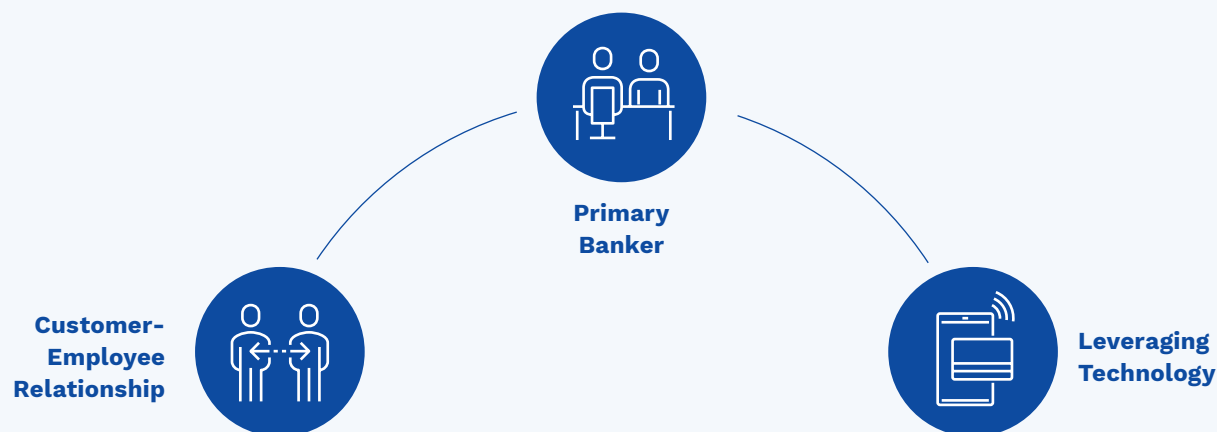 Primary
Banker
Customer-
Employee
Relationship
Leveraging
Technology